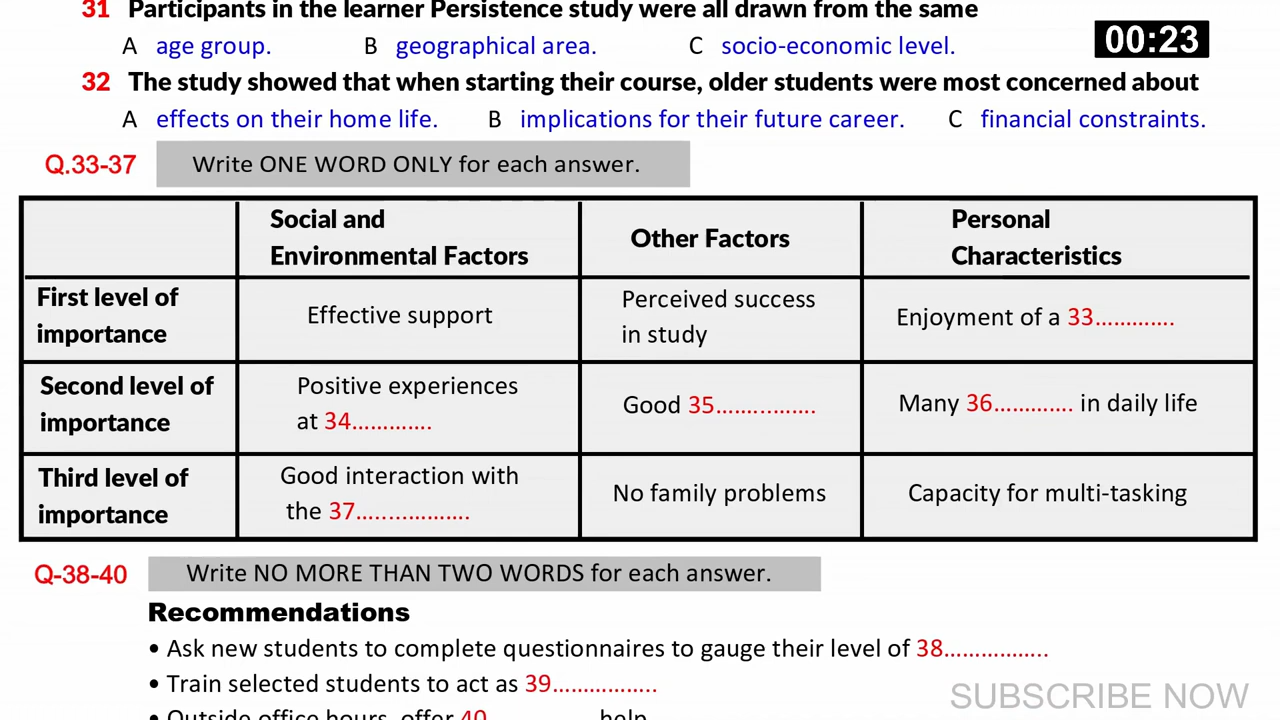 31 Participants in the learner Persistence study were all drawn from the same
A age group. B geographical area. C socio-economic level.
00:23
32 The study showed that when starting their course, older students were most concerned about
A effects on their home life. B implications for their future career. C financial constraints.
Q.33-37 Write ONE WORD ONLY for each answer.
Social and
Environmental Factors
Other Factors
Personal
Characteristics
First level of
importance
Effective support
Perceived success
in study
Enjoyment of a 33.............
Second level of
importance
Positive experiences
at 34.............
Good 35.................
Many 36............. in daily life
Third level of
importance
Good interaction with
the 37..................
No family problems
Capacity for multi-tasking
Q-38-40 Write NO MORE THAN TWO WORDS for each answer.
Recommendations
• Ask new students to complete questionnaires to gauge their level of 38.................
• Train selected students to act as 39.................
• Outside office hours, offer 40 help
SUBSCRIBE NOW